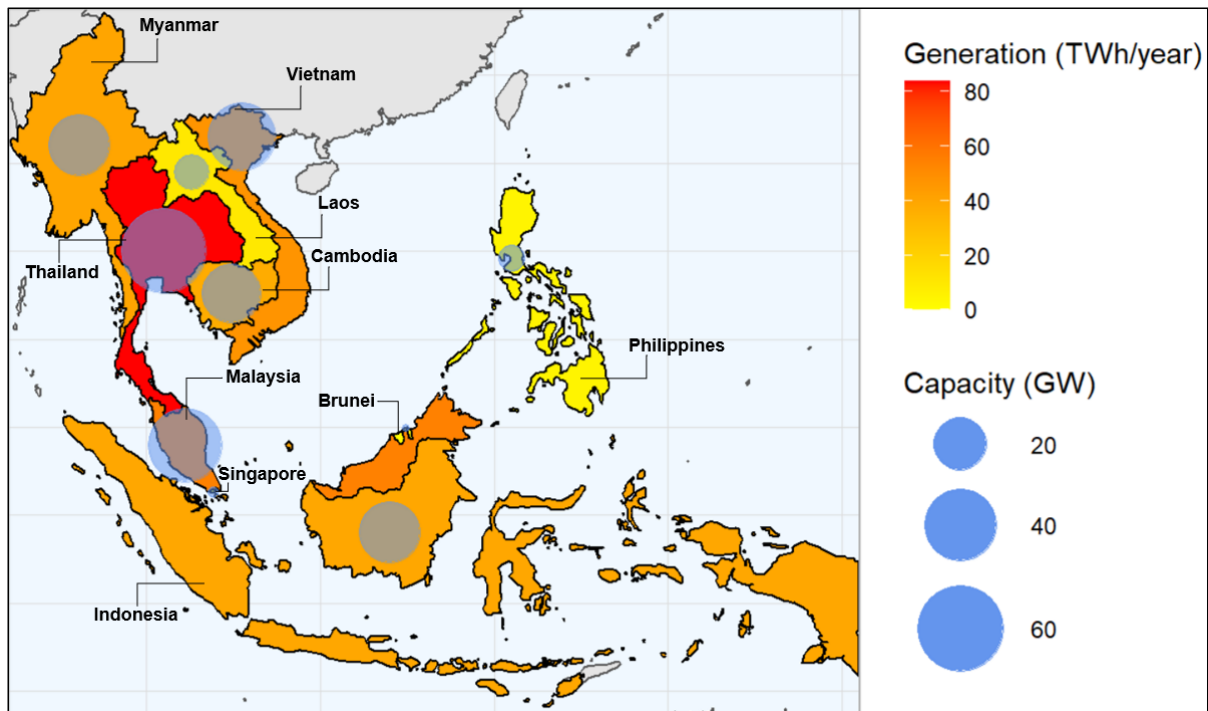 Myanmar
Vietnam
Laos
Cambodia
Thailand
Malaysia
Brunei
Philippines
Singapore
Indonesia
Generation (TWh/year)
80
60
40
20
0
Capacity (GW)
20
40
60